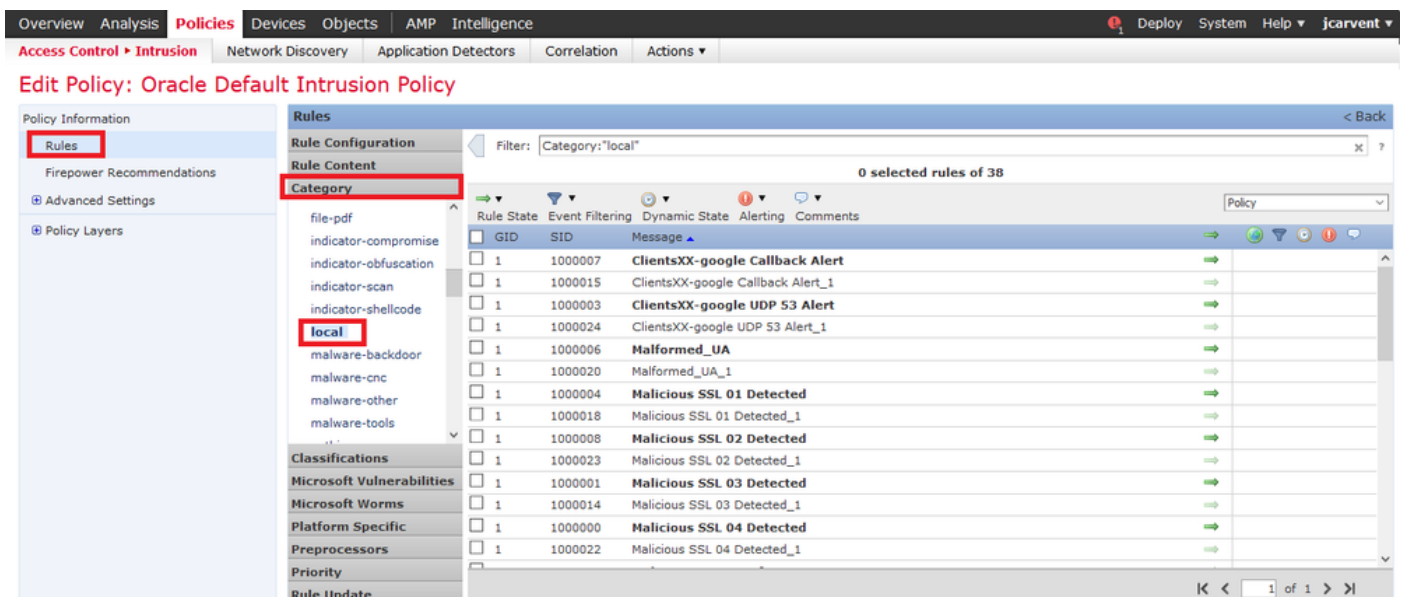 Overview Analysis Policies Devices Objects AMP Intelligence 1 Deploy System Help ▾ jcarvent ▾
Access Control ▸ Intrusion Network Discovery Application Detectors Correlation Actions ▾
Edit Policy: Oracle Default Intrusion Policy
Policy Information
Rules
Firepower Recommendations
Advanced Settings
Policy Layers
Rules < Back
Rule Configuration
Rule Content
Category
file-pdf
indicator-compromise
indicator-obfuscation
indicator-scan
indicator-shellcode
local
malware-backdoor
malware-cnc
malware-other
malware-tools
Classifications
Microsoft Vulnerabilities
Microsoft Worms
Platform Specific
Preprocessors
Priority
Rule Update
Filter: Category:"local" × ?
0 selected rules of 38
Rule State Event Filtering Dynamic State Alerting Comments
Policy
GID SID Message
1 1000007 ClientsXX-google Callback Alert
1 1000015 ClientsXX-google Callback Alert_1
1 1000003 ClientsXX-google UDP 53 Alert
1 1000024 ClientsXX-google UDP 53 Alert_1
1 1000006 Malformed_UA
1 1000020 Malformed_UA_1
1 1000004 Malicious SSL 01 Detected
1 1000018 Malicious SSL 01 Detected_1
1 1000008 Malicious SSL 02 Detected
1 1000023 Malicious SSL 02 Detected_1
1 1000001 Malicious SSL 03 Detected
1 1000014 Malicious SSL 03 Detected_1
1 1000000 Malicious SSL 04 Detected
1 1000022 Malicious SSL 04 Detected_1
1 of 1